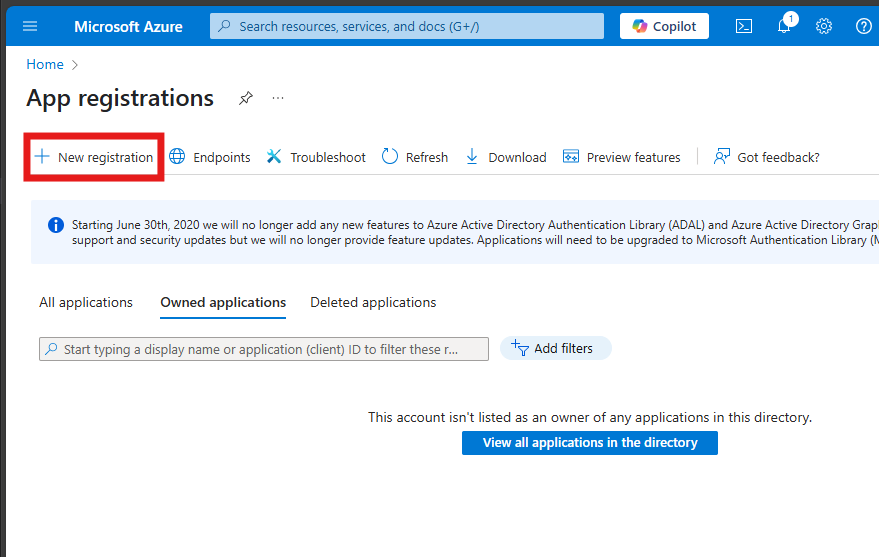 Microsoft Azure
Search resources, services, and docs (G+/)
Copilot
1
Home
App registrations
New registration
Endpoints
Troubleshoot
Refresh
Download
Preview features
Got feedback?
Starting June 30th, 2020 we will no longer add any new features to Azure Active Directory Authentication Library (ADAL) and Azure Active Directory Grap
support and security updates but we will no longer provide feature updates. Applications will need to be upgraded to Microsoft Authentication Library (M
All applications
Owned applications
Deleted applications
Start typing a display name or application (client) ID to filter these r...
Add filters
This account isn't listed as an owner of any applications in this directory.
View all applications in the directory